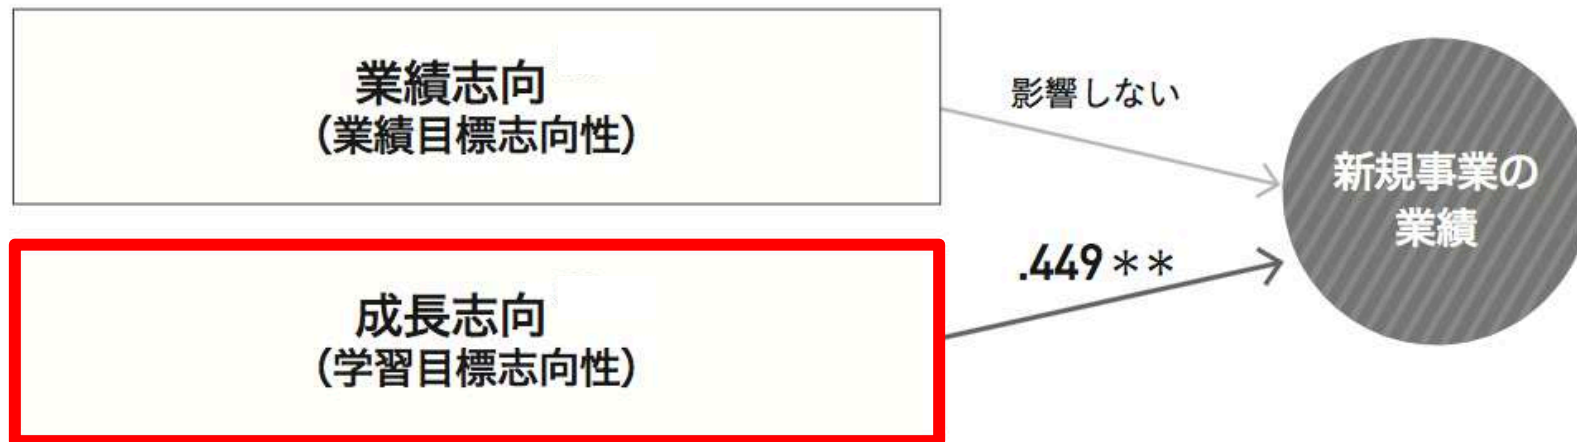 業績志向
（業績目標志向性）
影響しない
新規事業の
業績
.449＊＊
成長志向
（学習目標志向性）